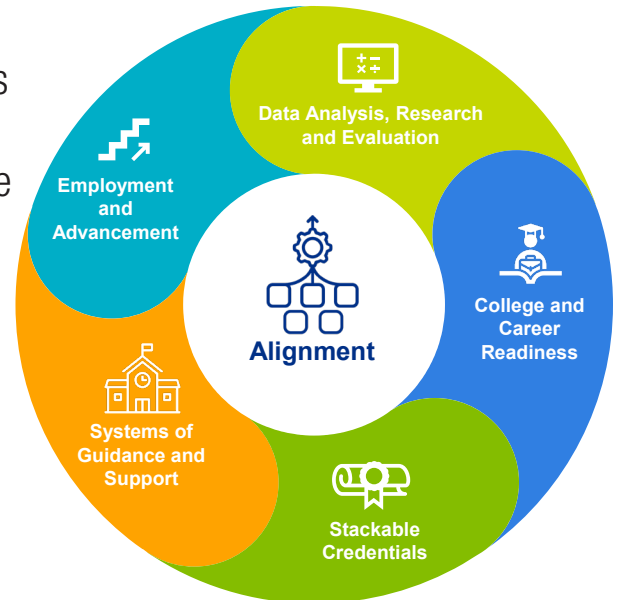 s
e
Data Analysis, Research
and Evaluation
College and
Career
Readiness
Stackable
Credentials
Systems of
Guidance and
Support
Employment
and
Advancement
Alignment